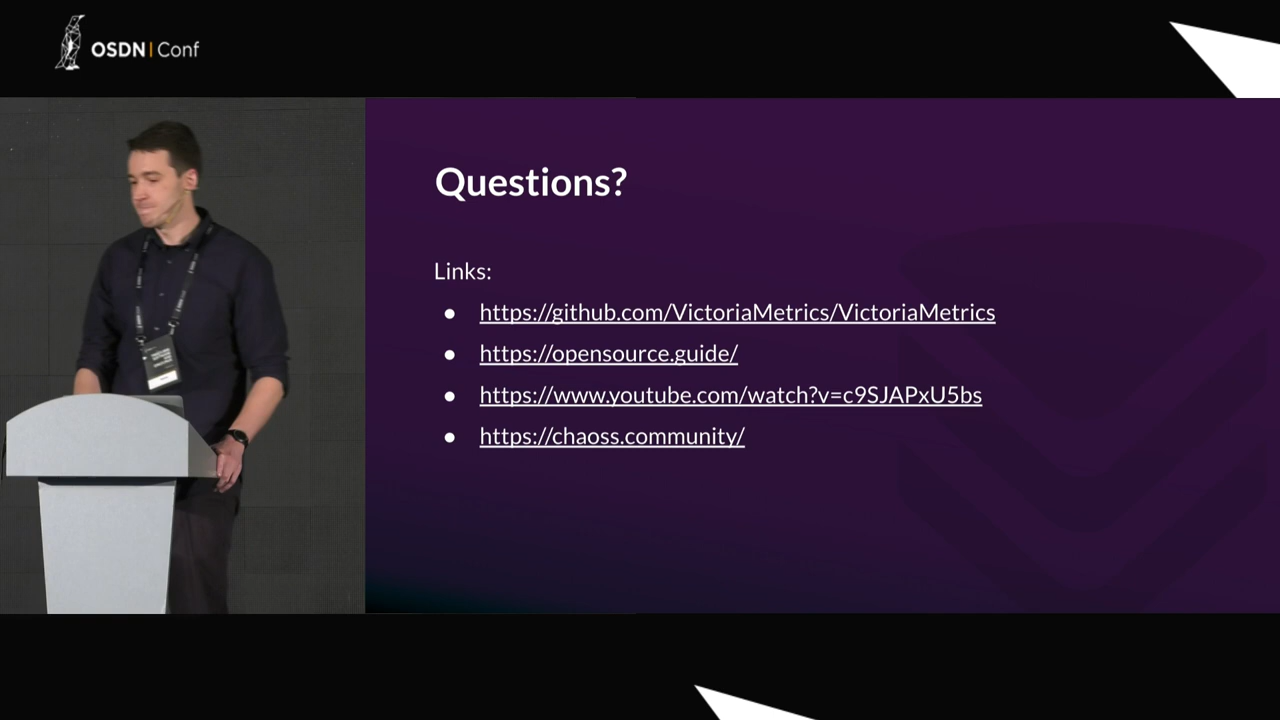 OSDN | Conf
Questions?
Links:
● https://github.com/VictoriaMetrics/VictoriaMetrics
● https://opensource.guide/
● https://www.youtube.com/watch?v=c9SJAPxU5bs
● https://chaoss.community/